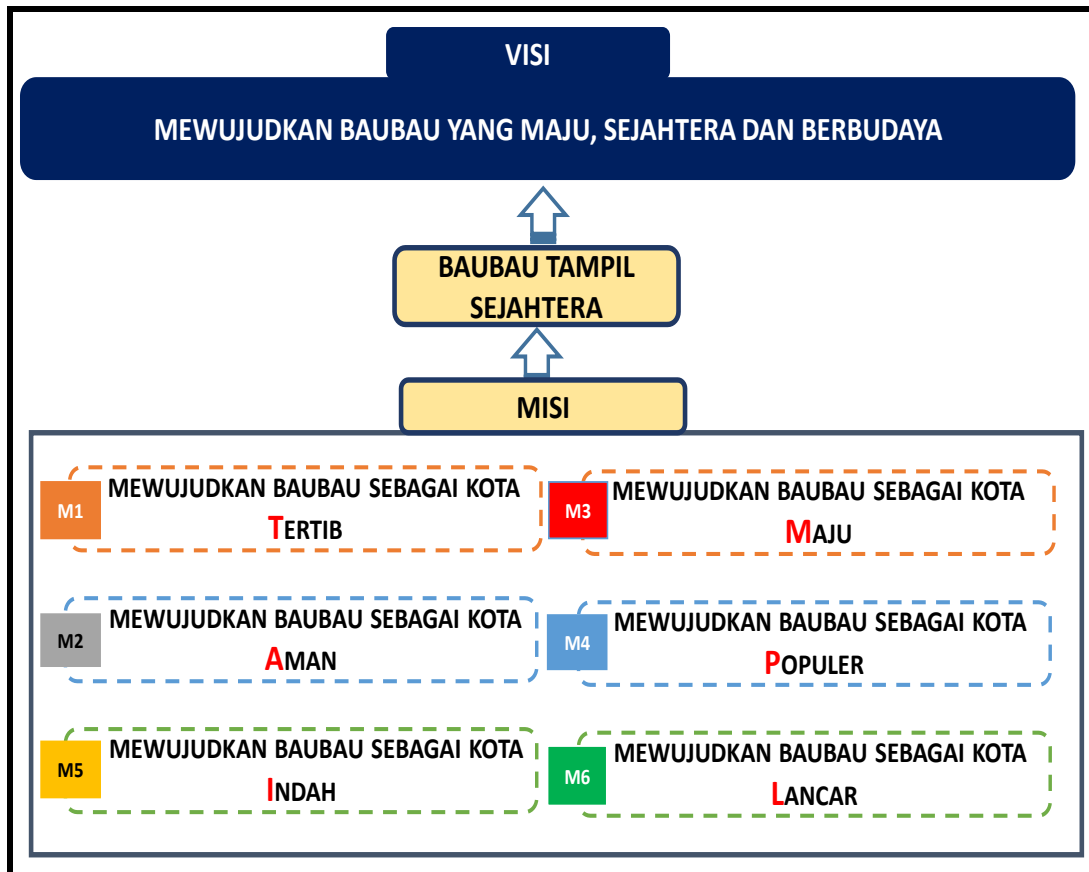 VISI
MEWUJUDKAN BAUBAU YANG MAJU, SEJAHTERA DAN BERBUDAYA
BAUBAU TAMPIL
SEJAHTERA
MISI
M1
MEWUJUDKAN BAUBAU SEBAGAI KOTA
TERTIB
M3
MEWUJUDKAN BAUBAU SEBAGAI KOTA
MAJU
M2
MEWUJUDKAN BAUBAU SEBAGAI KOTA
AMAN
M4
MEWUJUDKAN BAUBAU SEBAGAI KOTA
POPULER
M5
MEWUJUDKAN BAUBAU SEBAGAI KOTA
INDAH
M6
MEWUJUDKAN BAUBAU SEBAGAI KOTA
LANCAR